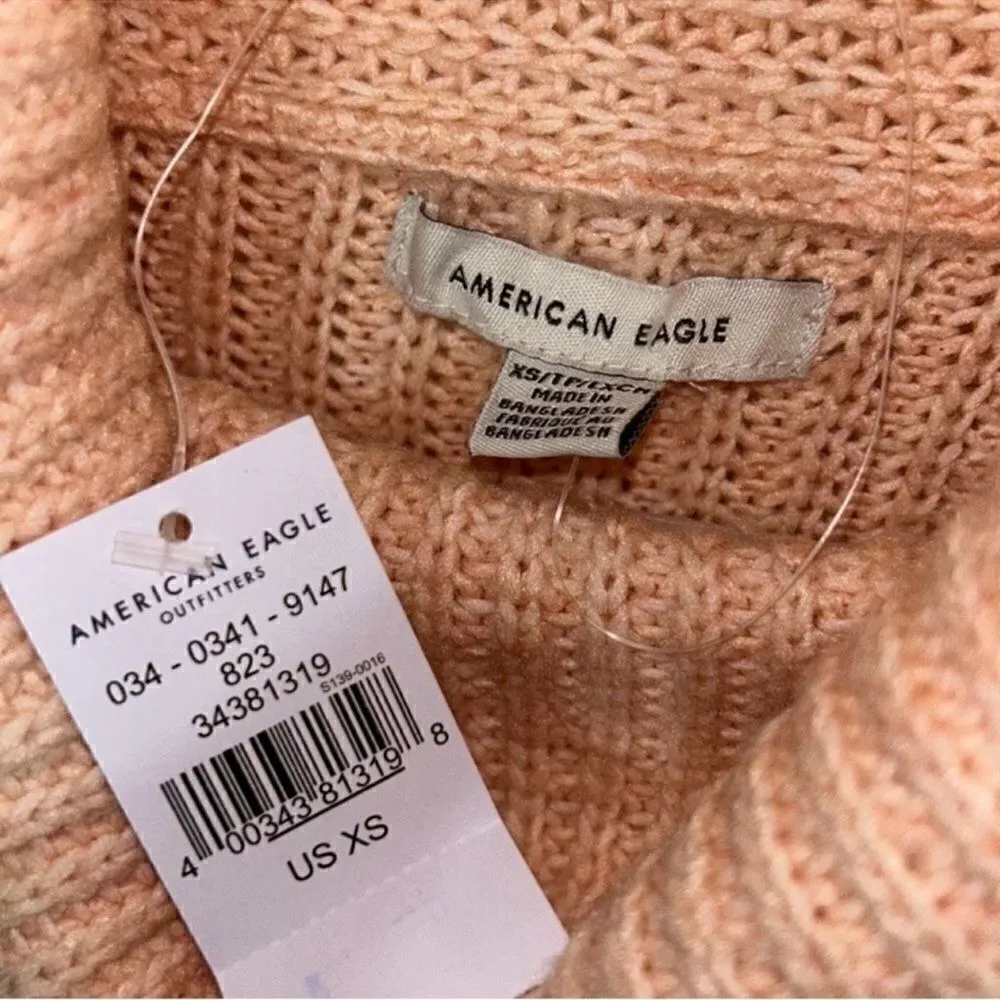 AMERICAN EAGLE
XS/TP/EXCH
MADE IN
BANGLADESH
FABRIQUE AU
BANGLADESH
AMERICAN EAGLE
OUTFITTERS
034 - 0341 - 9147
823
34381319
S139-0016
4 00343 81319 8
US XS